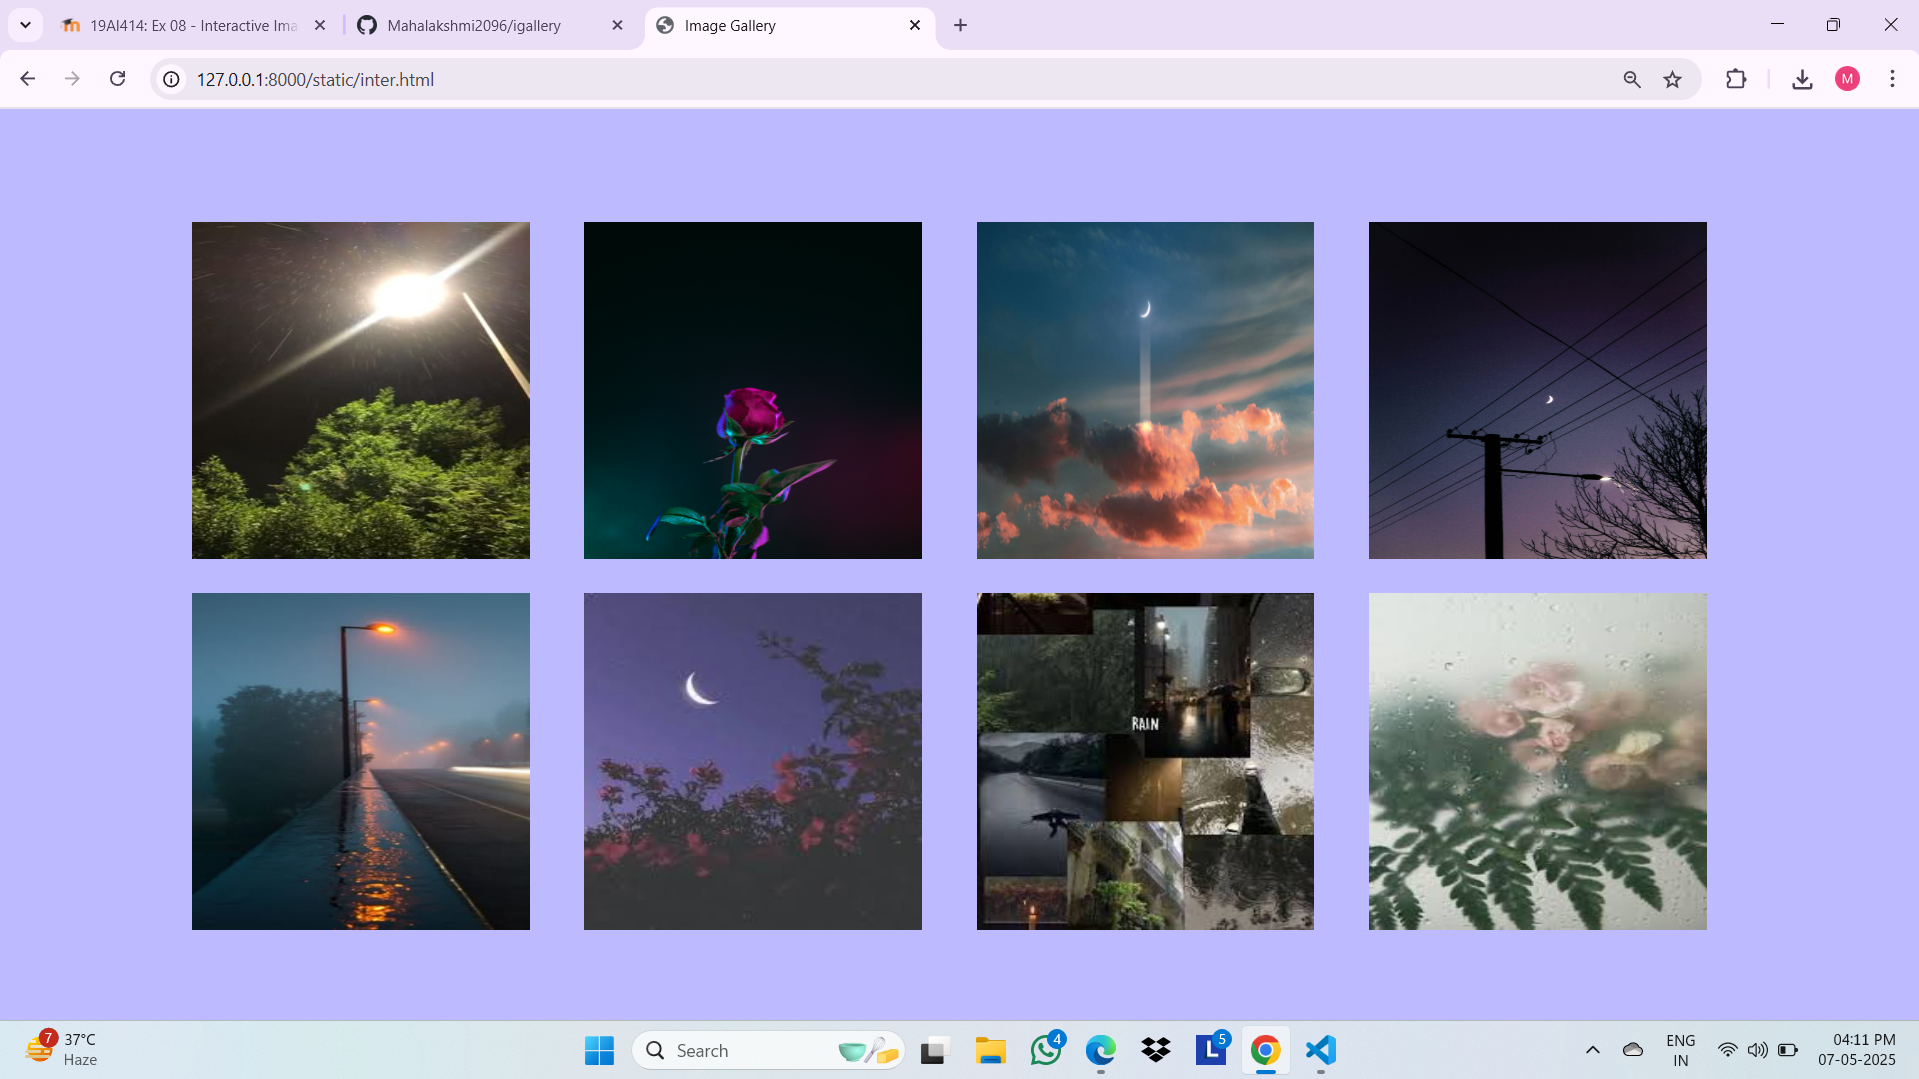 19AI414: Ex 08 - Interactive Ima
Mahalakshmi2096/igallery
Image Gallery
127.0.0.1:8000/static/inter.html
M
RAIN
7
37°C
Haze
Search
4
L
5
ENG
IN
04:11 PM
07-05-2025